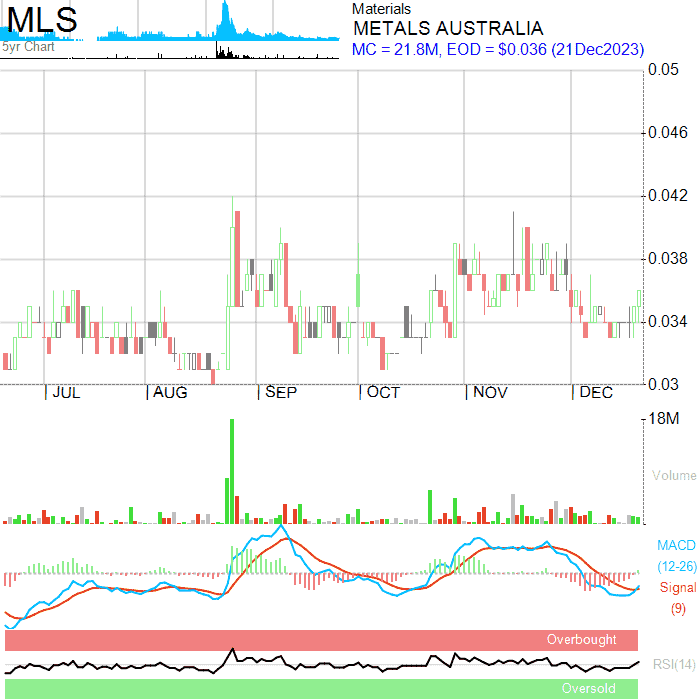 MLS
5yr Chart
Materials
METALS AUSTRALIA
MC = 21.8M, EOD = $0.036 (21Dec2023)
0.05
0.046
0.042
0.038
0.034
0.03
JUL AUG SEP OCT NOV DEC
18M
Volume
MACD
(12-26)
Signal
(9)
Overbought
RSI(14)
Oversold